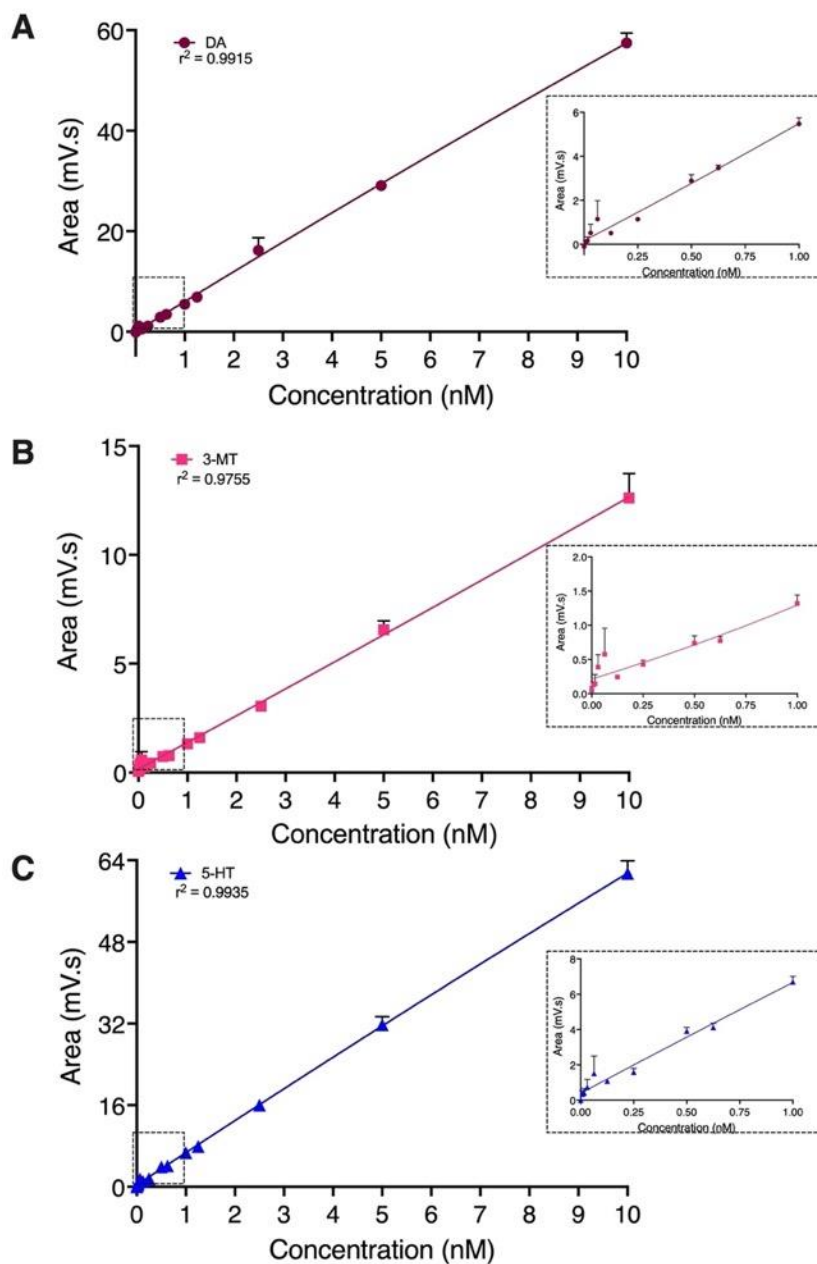 A
DA
r² = 0.9915
60
40
20
0
Area (mV.s)
1 2 3 4 5 6 7 8 9 10
Concentration (nM)
6
4
2
0
Area (mV.s)
0.25 0.50 0.75 1.00
Concentration (nM)
B
3-MT
r² = 0.9755
15
10
5
0
Area (mV.s)
0 1 2 3 4 5 6 7 8 9 10
Concentration (nM)
2.0
1.5
1.0
0.5
0.0
Area (mV.s)
0.00 0.25 0.50 0.75 1.00
Concentration (nM)
C
5-HT
r² = 0.9935
64
48
32
16
0
Area (mV.s)
0 1 2 3 4 5 6 7 8 9 10
Concentration (nM)
8
6
4
2
0
Area (mV.s)
0.00 0.25 0.50 0.75 1.00
Concentration (nM)